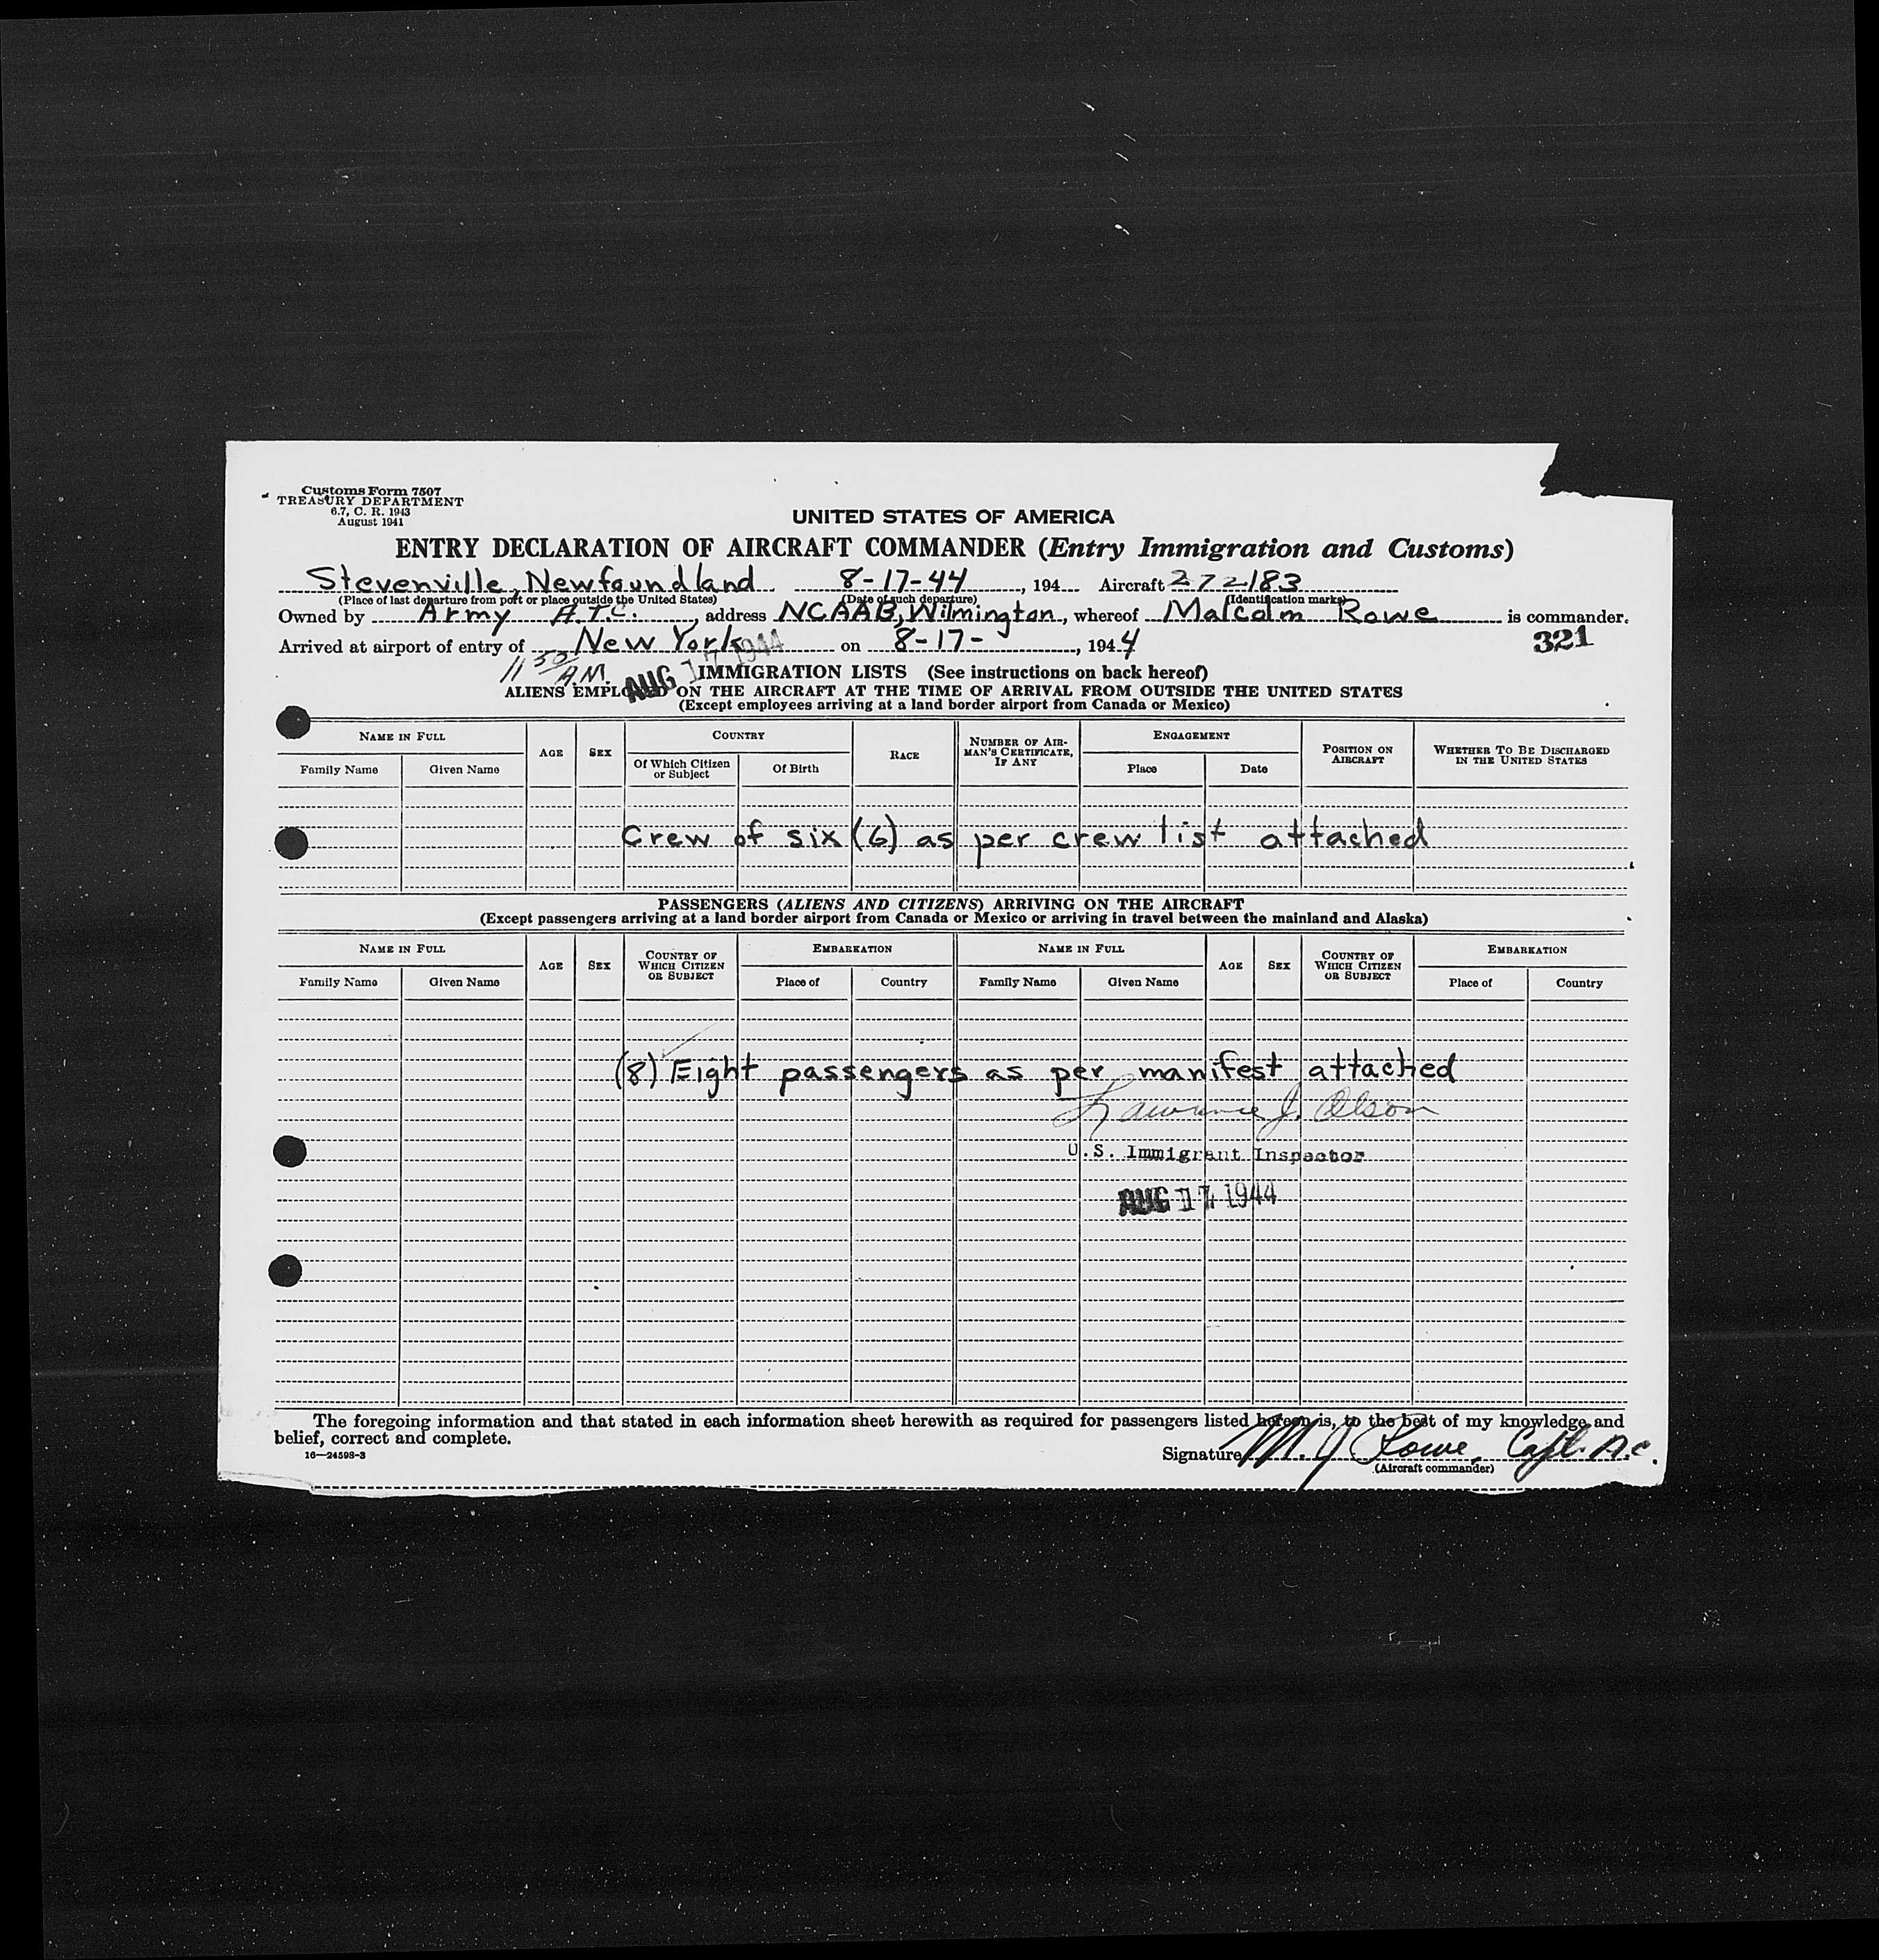 Customs Form 7507
TREASURY DEPARTMENT
6.7, C. R. 1943
August 1941
UNITED STATES OF AMERICA
ENTRY DECLARATION OF AIRCRAFT COMMANDER (Entry Immigration and Customs)
Stevenville, Newfoundland 8-17-44, 194 Aircraft 272183
(Place of last departure from port or place outside the United States) (Date of such departure) (Identification marks)
Owned by Army A.T.C., address NCAAB, Wilmington, whereof Malcolm Rowe is commander.
Arrived at airport of entry of New York on 8-17-, 1944
321
11 50 A.M.
AUG 17 1944
IMMIGRATION LISTS (See instructions on back hereof)
ALIENS EMPLOYED ON THE AIRCRAFT AT THE TIME OF ARRIVAL FROM OUTSIDE THE UNITED STATES
(Except employees arriving at a land border airport from Canada or Mexico)
NAME IN FULL AGE SEX COUNTRY RACE NUMBER OF AIRMAN'S CERTIFICATE, IF ANY ENGAGEMENT POSITION ON AIRCRAFT WHETHER TO BE DISCHARGED IN THE UNITED STATES
Family Name Given Name Of Which Citizen or Subject Of Birth Place Date
Crew of six (6) as per crew list attached
PASSENGERS (ALIENS AND CITIZENS) ARRIVING ON THE AIRCRAFT
(Except passengers arriving at a land border airport from Canada or Mexico or arriving in travel between the mainland and Alaska)
NAME IN FULL AGE SEX COUNTRY OF WHICH CITIZEN OR SUBJECT EMBARKATION NAME IN FULL AGE SEX COUNTRY OF WHICH CITIZEN OR SUBJECT EMBARKATION
Family Name Given Name Place of Country Family Name Given Name Place of Country
(8) Eight passengers as per manifest attached
Lawrence J. Olson
U.S. Immigrant Inspector
AUG 17 1944
The foregoing information and that stated in each information sheet herewith as required for passengers listed hereon is, to the best of my knowledge and
belief, correct and complete.
16—24598-3
Signature M. J. Rowe, Capt. A.C.
(Aircraft commander)